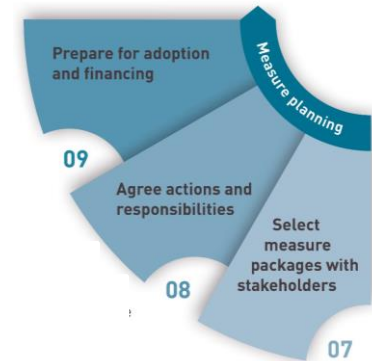 Prepare for adoption
and financing
Measure planning
09
Agree actions and
responsibilities
Select
measure
packages with
stakeholders
08
07